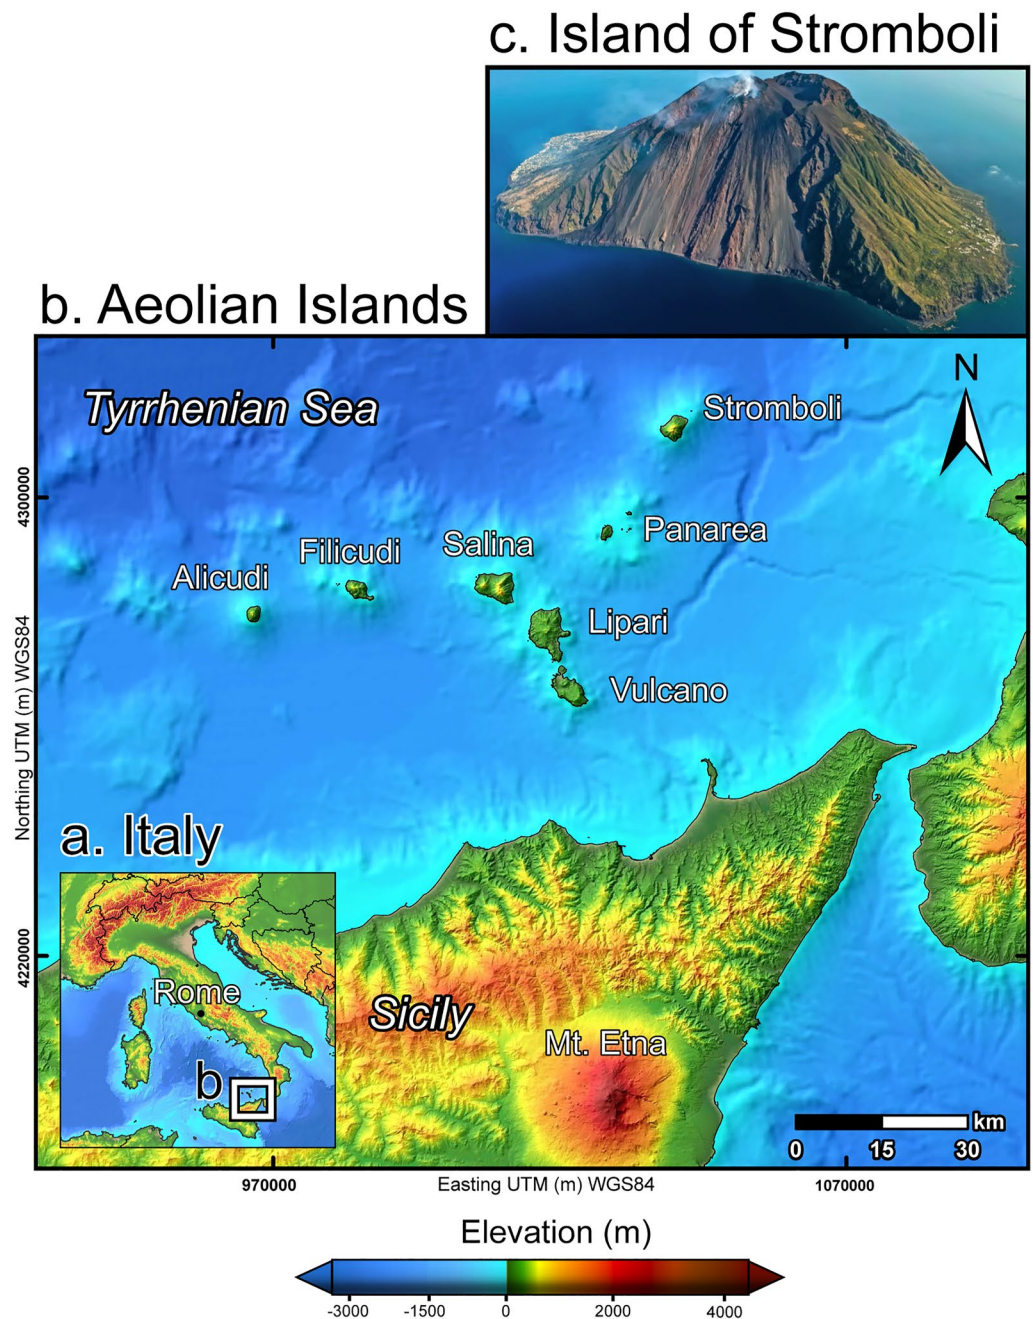 c. Island of Stromboli
b. Aeolian Islands
Tyrrhenian Sea
N
Stromboli
4300000
Panarea
Salina
Filicudi
Alicudi
Lipari
Vulcano
Northing UTM (m) WGS84
a. Italy
4220000
Rome
Sicily
Mt. Etna
b
km
0 15 30
970000 Easting UTM (m) WGS84 1070000
Elevation (m)
-3000 -1500 0 2000 4000